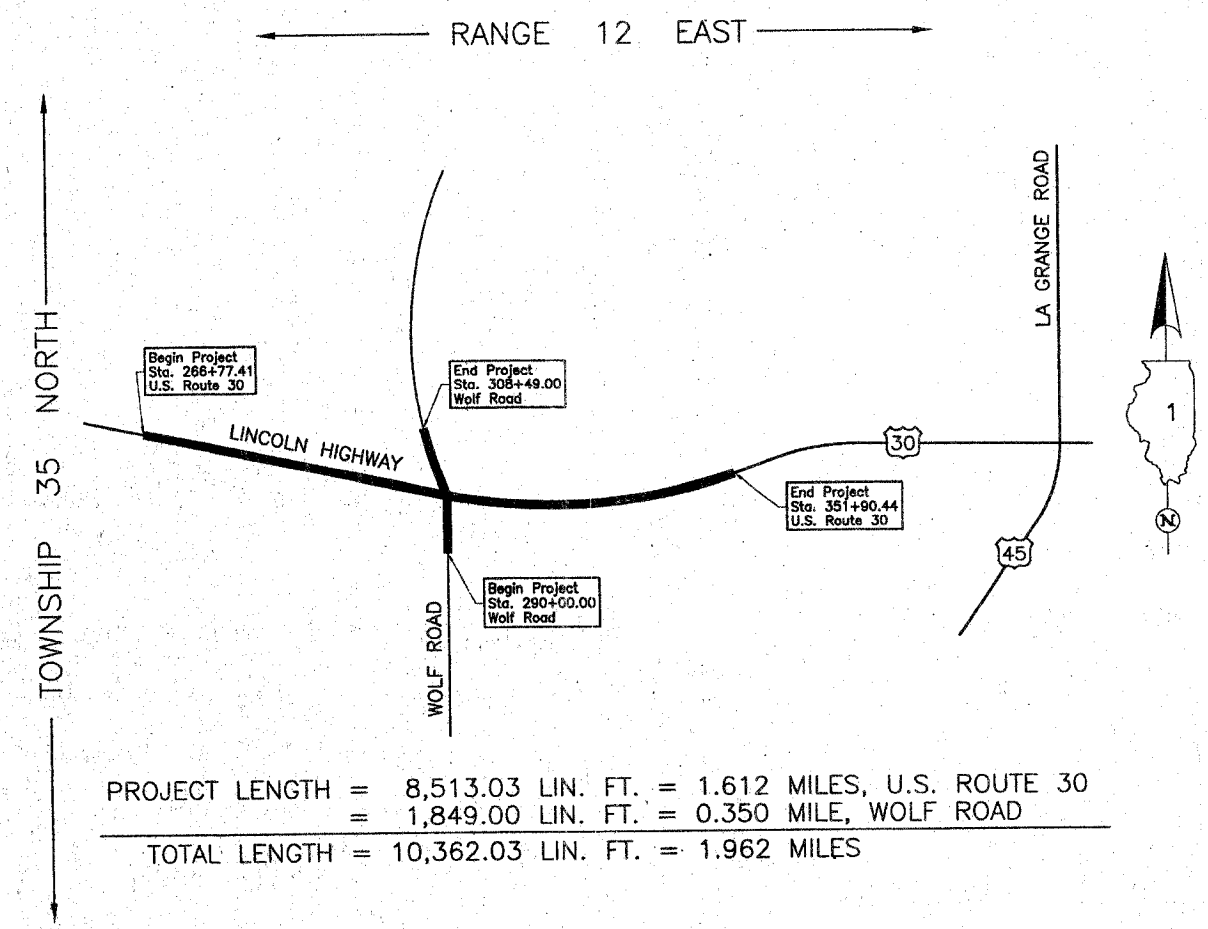 RANGE 12 EAST
TOWNSHIP 35 NORTH
LA GRANGE ROAD
Begin Project
Sta. 266+77.41
U.S. Route 30
End Project
Sta. 308+49.00
Wolf Road
LINCOLN HIGHWAY
30
1
End Project
Sta. 351+90.44
U.S. Route 30
N
45
Begin Project
Sta. 290+00.00
Wolf Road
WOLF ROAD
PROJECT LENGTH = 8,513.03 LIN. FT. = 1.612 MILES, U.S. ROUTE 30
= 1,849.00 LIN. FT. = 0.350 MILE, WOLF ROAD
TOTAL LENGTH = 10,362.03 LIN. FT. = 1.962 MILES